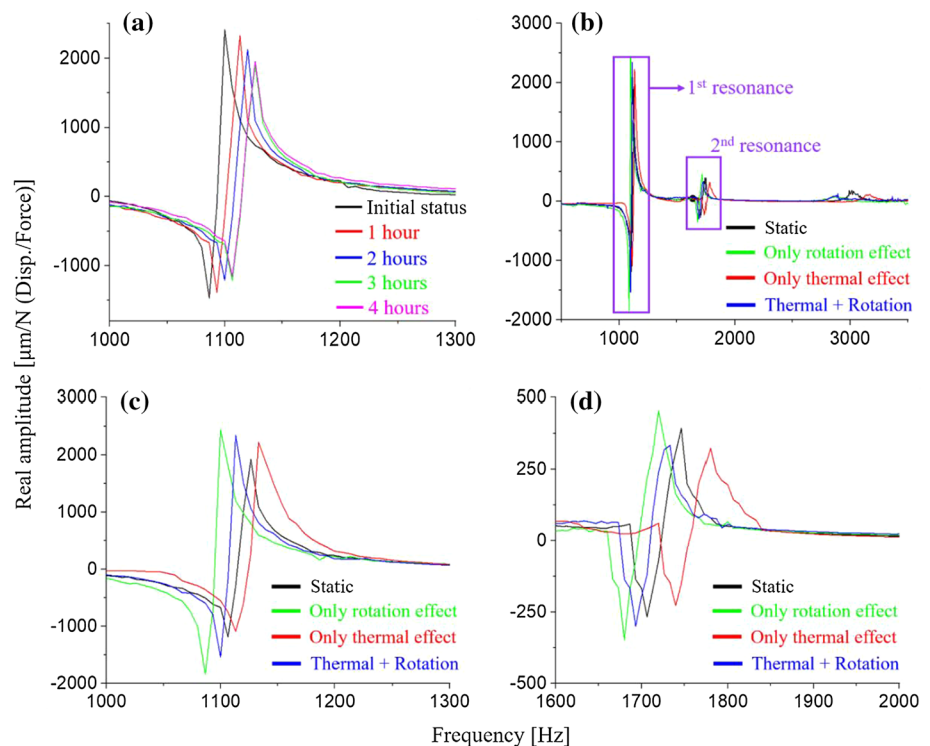 Real amplitude [µm/N (Disp./Force)]
(a)
2000
1000
0
-1000
Initial status
1 hour
2 hours
3 hours
4 hours
1000 1100 1200 1300
(b)
3000
2000
1000
0
-1000
-2000
1st resonance
2nd resonance
Static
Only rotation effect
Only thermal effect
Thermal + Rotation
1000 2000 3000
(c)
3000
2000
1000
0
-1000
-2000
Static
Only rotation effect
Only thermal effect
Thermal + Rotation
1000 1100 1200 1300
(d)
500
250
0
-250
-500
Static
Only rotation effect
Only thermal effect
Thermal + Rotation
1600 1700 1800 1900 2000
Frequency [Hz]